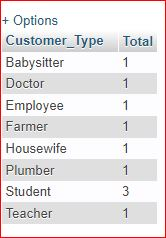 + Options
Customer_Type Total
Babysitter 1
Doctor 1
Employee 1
Farmer 1
Housewife 1
Plumber 1
Student 3
Teacher 1